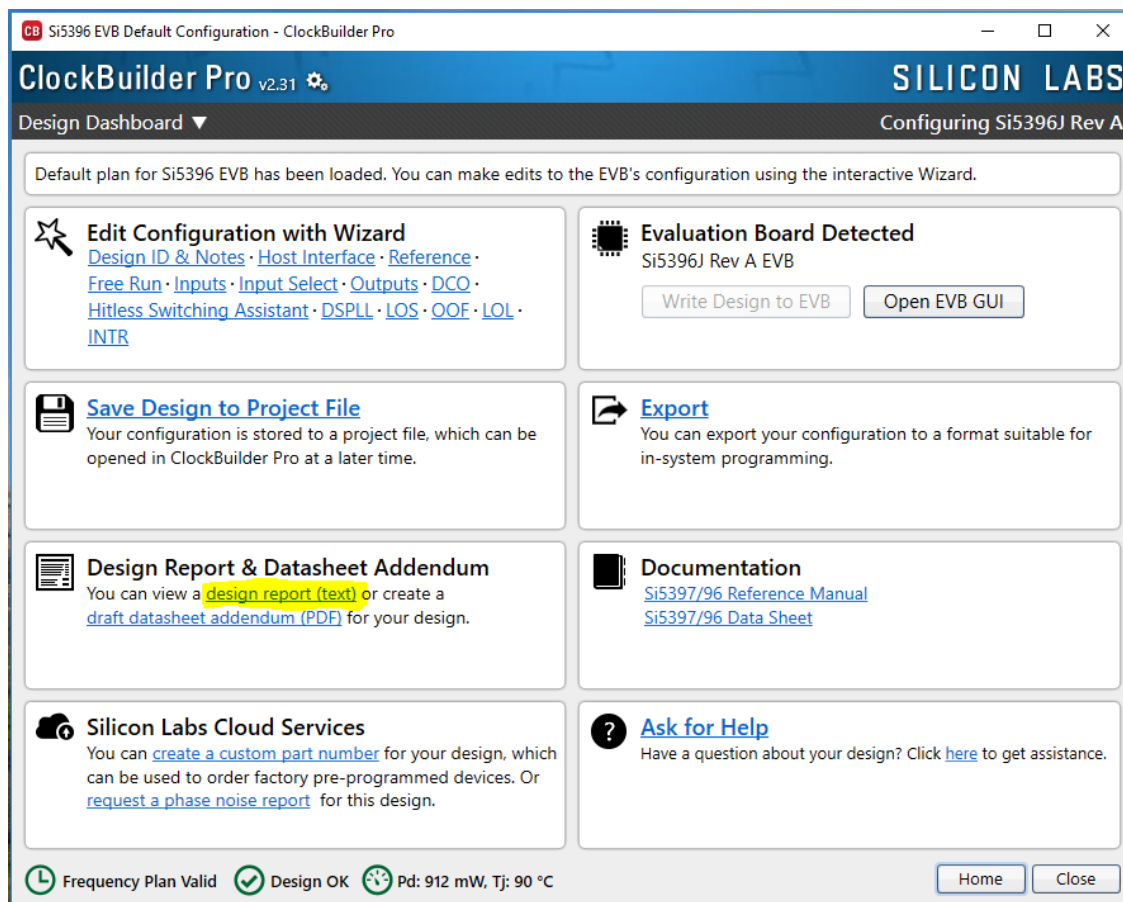 CB Si5396 EVB Default Configuration - ClockBuilder Pro
ClockBuilder Pro v2.31
SILICON LABS
Design Dashboard ▼
Configuring Si5396J Rev A
Default plan for Si5396 EVB has been loaded. You can make edits to the EVB's configuration using the interactive Wizard.
Edit Configuration with Wizard
Design ID & Notes · Host Interface · Reference ·
Free Run · Inputs · Input Select · Outputs · DCO ·
Hitless Switching Assistant · DSPLL · LOS · OOF · LOL ·
INTR
Evaluation Board Detected
Si5396J Rev A EVB
Write Design to EVB
Open EVB GUI
Save Design to Project File
Your configuration is stored to a project file, which can be
opened in ClockBuilder Pro at a later time.
Export
You can export your configuration to a format suitable for
in-system programming.
Design Report & Datasheet Addendum
You can view a design report (text) or create a
draft datasheet addendum (PDF) for your design.
Documentation
Si5397/96 Reference Manual
Si5397/96 Data Sheet
Silicon Labs Cloud Services
You can create a custom part number for your design, which
can be used to order factory pre-programmed devices. Or
request a phase noise report for this design.
? Ask for Help
Have a question about your design? Click here to get assistance.
Frequency Plan Valid
Design OK
Pd: 912 mW, Tj: 90 °C
Home
Close